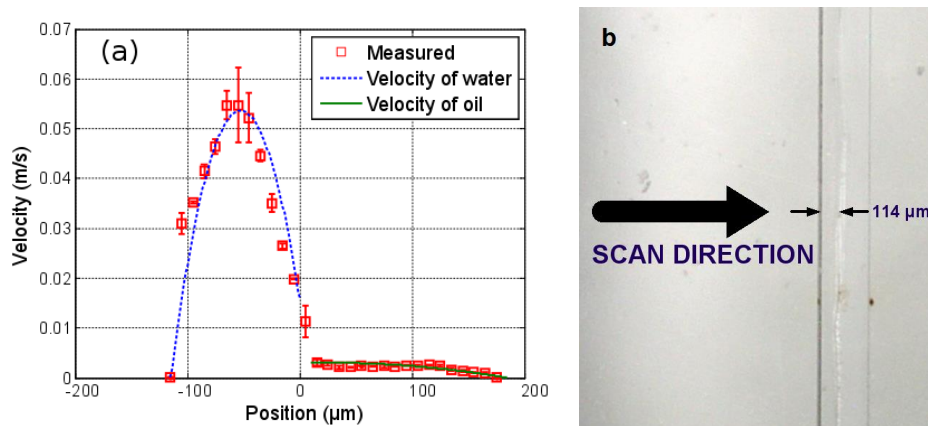 (a)
Measured
Velocity of water
Velocity of oil
0.07
0.06
0.05
0.04
0.03
0.02
0.01
0
-200
-100
0
100
200
Velocity (m/s)
Position (μm)
b
114 μm
SCAN DIRECTION